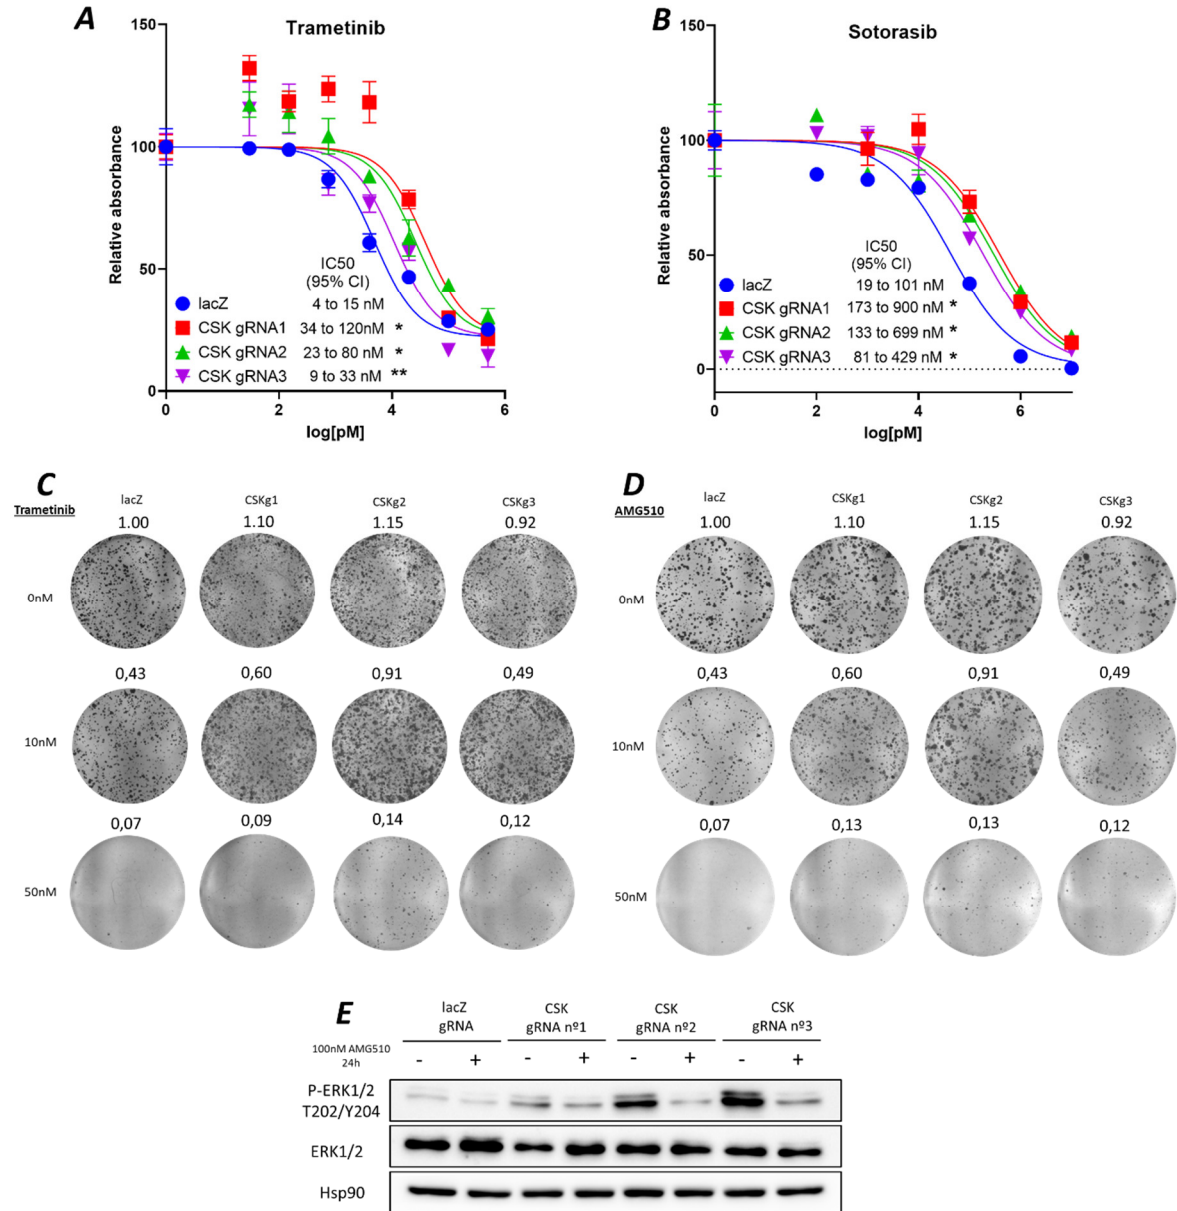 A
Trametinib
150
100
50
0
Relative absorbance
0
2
4
6
log[pM]
IC50
(95% CI)
lacZ 4 to 15 nM
CSK gRNA1 34 to 120nM *
CSK gRNA2 23 to 80 nM *
CSK gRNA3 9 to 33 nM **
B
Sotorasib
150
100
50
0
Relative absorbance
0
2
4
6
log[pM]
IC50
(95% CI)
lacZ 19 to 101 nM
CSK gRNA1 173 to 900 nM *
CSK gRNA2 133 to 699 nM *
CSK gRNA3 81 to 429 nM *
C
Trametinib
lacZ CSKg1 CSKg2 CSKg3
1.00 1.10 1.15 0.92
0nM
0,43 0,60 0,91 0,49
10nM
0,07 0,09 0,14 0,12
50nM
D
AMG510
lacZ CSKg1 CSKg2 CSKg3
1.00 1.10 1.15 0.92
0nM
0,43 0,60 0,91 0,49
10nM
0,07 0,13 0,13 0,12
50nM
E
lacZ CSK CSK CSK
gRNA gRNA nº1 gRNA nº2 gRNA nº3
100nM AMG510
24h
- + - + - + - +
P-ERK1/2
T202/Y204
ERK1/2
Hsp90